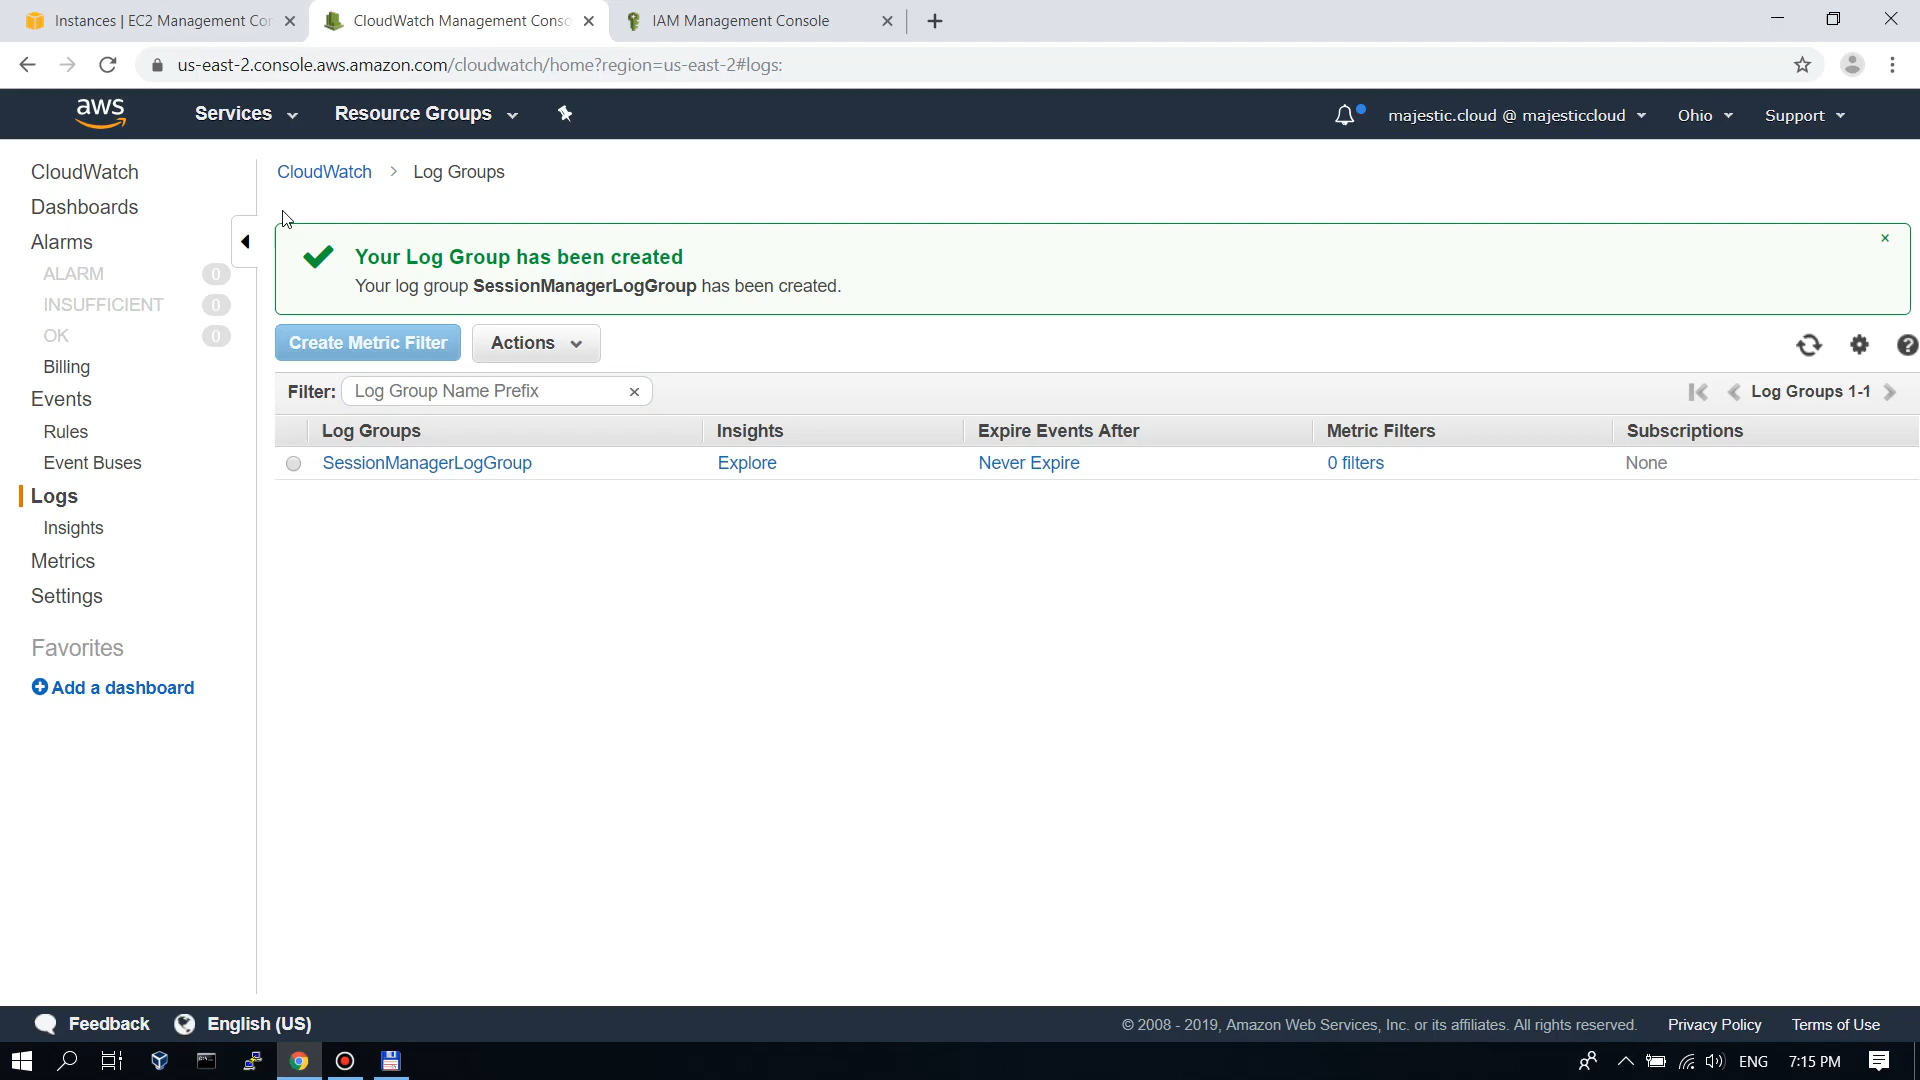 Instances | EC2 Management Con
CloudWatch Management Conso
IAM Management Console
us-east-2.console.aws.amazon.com/cloudwatch/home?region=us-east-2#logs:
aws
Services
Resource Groups
majestic.cloud @ majesticcloud
Ohio
Support
CloudWatch
Dashboards
Alarms
ALARM 0
INSUFFICIENT 0
OK 0
Billing
Events
Rules
Event Buses
Logs
Insights
Metrics
Settings
Favorites
Add a dashboard
CloudWatch > Log Groups
Your Log Group has been created
Your log group SessionManagerLogGroup has been created.
Create Metric Filter
Actions
Filter: Log Group Name Prefix
Log Groups 1-1
Log Groups Insights Expire Events After Metric Filters Subscriptions
SessionManagerLogGroup Explore Never Expire 0 filters None
Feedback
English (US)
© 2008 - 2019, Amazon Web Services, Inc. or its affiliates. All rights reserved.
Privacy Policy
Terms of Use
ENG
7:15 PM